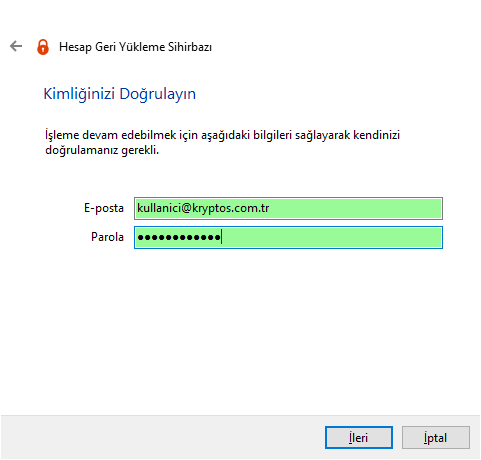 Hesap Geri Yükleme Sihirbazı
Kimliğinizi Doğrulayın
İşleme devam edebilmek için aşağıdaki bilgileri sağlayarak kendinizi
doğrulamanız gerekli.
E-posta kullanici@kryptos.com.tr
Parola ●●●●●●●●●●●●
İleri İptal